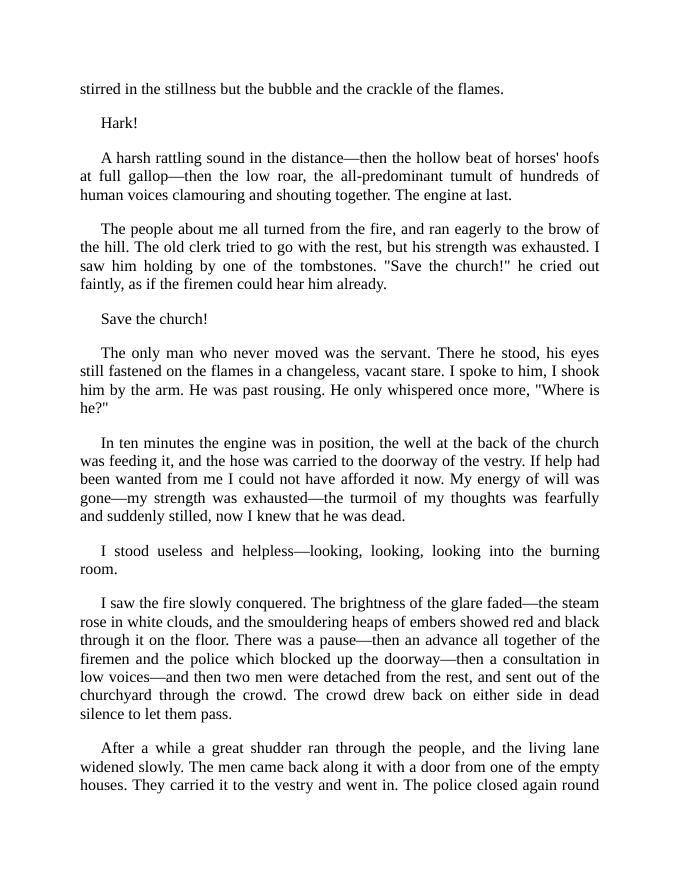 stirred in the stillness but the bubble and the crackle of the flames.
Hark!
A harsh rattling sound in the distance—then the hollow beat of horses' hoofs
at full gallop—then the low roar, the all-predominant tumult of hundreds of
human voices clamouring and shouting together. The engine at last.
The people about me all turned from the fire, and ran eagerly to the brow of
the hill. The old clerk tried to go with the rest, but his strength was exhausted. I
saw him holding by one of the tombstones. "Save the church!" he cried out
faintly, as if the firemen could hear him already.
Save the church!
The only man who never moved was the servant. There he stood, his eyes
still fastened on the flames in a changeless, vacant stare. I spoke to him, I shook
him by the arm. He was past rousing. He only whispered once more, "Where is
he?"
In ten minutes the engine was in position, the well at the back of the church
was feeding it, and the hose was carried to the doorway of the vestry. If help had
been wanted from me I could not have afforded it now. My energy of will was
gone—my strength was exhausted—the turmoil of my thoughts was fearfully
and suddenly stilled, now I knew that he was dead.
I stood useless and helpless—looking, looking, looking into the burning
room.
I saw the fire slowly conquered. The brightness of the glare faded—the steam
rose in white clouds, and the smouldering heaps of embers showed red and black
through it on the floor. There was a pause—then an advance all together of the
firemen and the police which blocked up the doorway—then a consultation in
low voices—and then two men were detached from the rest, and sent out of the
churchyard through the crowd. The crowd drew back on either side in dead
silence to let them pass.
After a while a great shudder ran through the people, and the living lane
widened slowly. The men came back along it with a door from one of the empty
houses. They carried it to the vestry and went in. The police closed again round